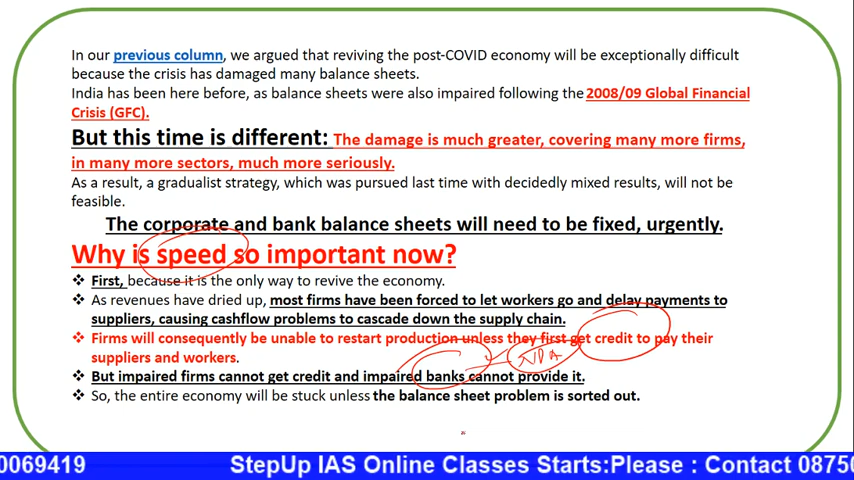 In our previous column, we argued that reviving the post-COVID economy will be exceptionally difficult
because the crisis has damaged many balance sheets.
India has been here before, as balance sheets were also impaired following the 2008/09 Global Financial
Crisis (GFC).
But this time is different: The damage is much greater, covering many more firms,
in many more sectors, much more seriously.
As a result, a gradualist strategy, which was pursued last time with decidedly mixed results, will not be
feasible.
The corporate and bank balance sheets will need to be fixed, urgently.
Why is speed so important now?
❖ First, because it is the only way to revive the economy.
❖ As revenues have dried up, most firms have been forced to let workers go and delay payments to
suppliers, causing cashflow problems to cascade down the supply chain.
❖ Firms will consequently be unable to restart production unless they first get credit to pay their
suppliers and workers.
NPA
❖ But impaired firms cannot get credit and impaired banks cannot provide it.
❖ So, the entire economy will be stuck unless the balance sheet problem is sorted out.
0069419 StepUp IAS Online Classes Starts:Please : Contact 0875